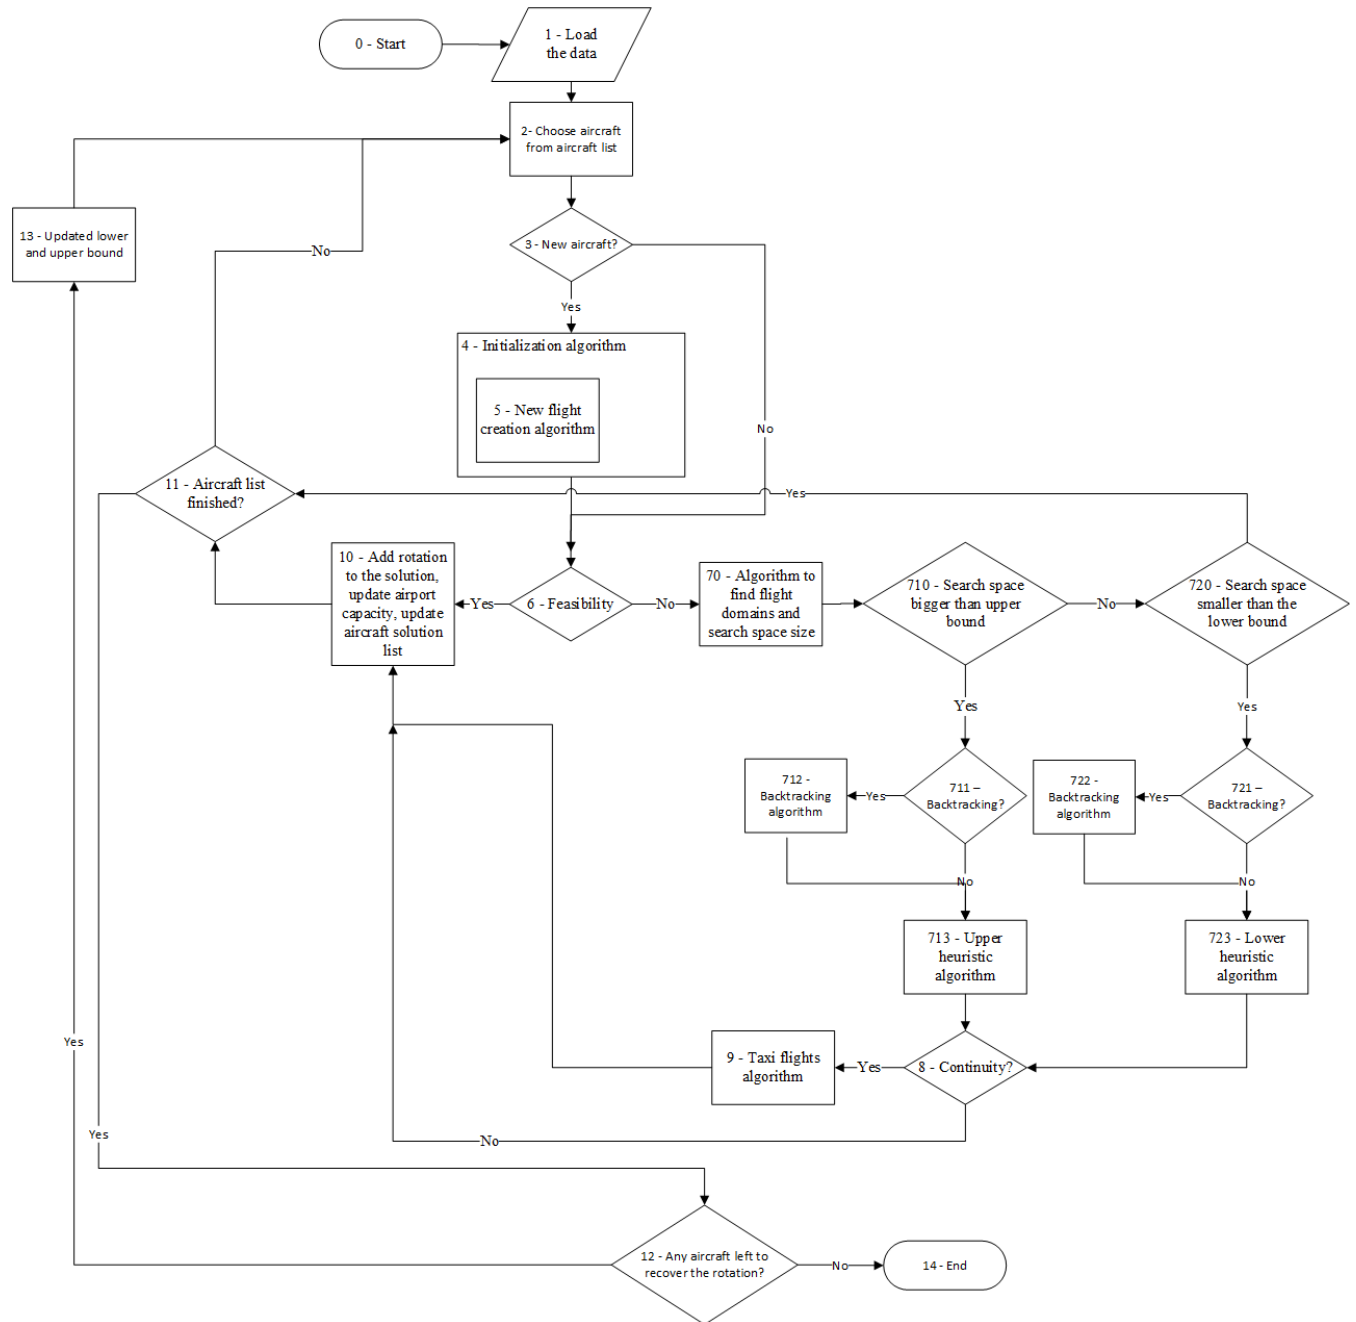 0 - Start
1 - Load
the data
2- Choose aircraft
from aircraft list
13 - Updated lower
and upper bound
3 - New aircraft?
No
Yes
4 - Initialization algorithm
5 - New flight
creation algorithm
No
11 - Aircraft list
finished?
Yes
10 - Add rotation
to the solution,
update airport
capacity, update
aircraft solution
list
Yes
6 - Feasibility
No
70 - Algorithm to
find flight
domains and
search space size
710 - Search space
bigger than upper
bound
No
720 - Search space
smaller than the
lower bound
Yes
Yes
712 -
Backtracking
algorithm
Yes
711 –
Backtracking?
722 -
Backtracking
algorithm
Yes
721 –
Backtracking?
No
No
713 - Upper
heuristic
algorithm
723 - Lower
heuristic
algorithm
Yes
9 - Taxi flights
algorithm
Yes
8 - Continuity?
Yes
No
12 - Any aircraft left to
recover the rotation?
No
14 - End